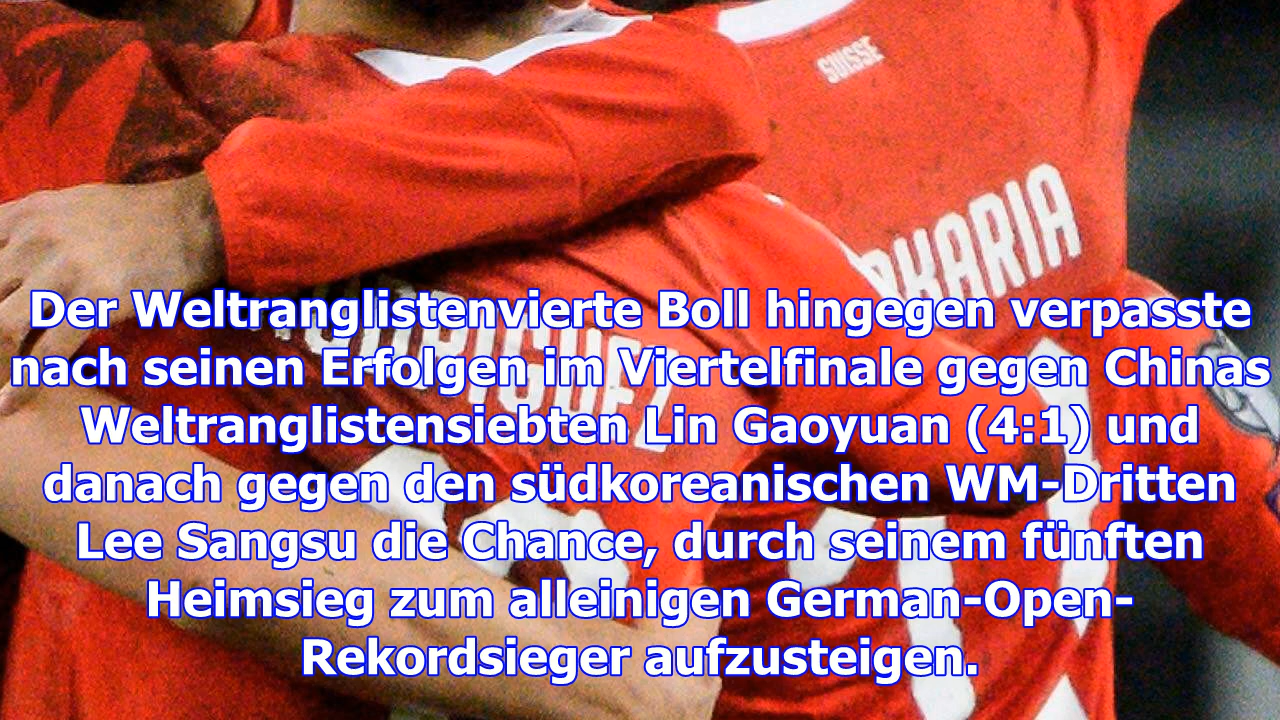 SUISSE
Der Weltranglistenvierte Boll hingegen verpasste
nach seinen Erfolgen im Viertelfinale gegen Chinas
Weltranglistensiebten Lin Gaoyuan (4:1) und
danach gegen den südkoreanischen WM-Dritten
Lee Sangsu die Chance, durch seinem fünften
Heimsieg zum alleinigen German-Open-
Rekordsieger aufzusteigen.